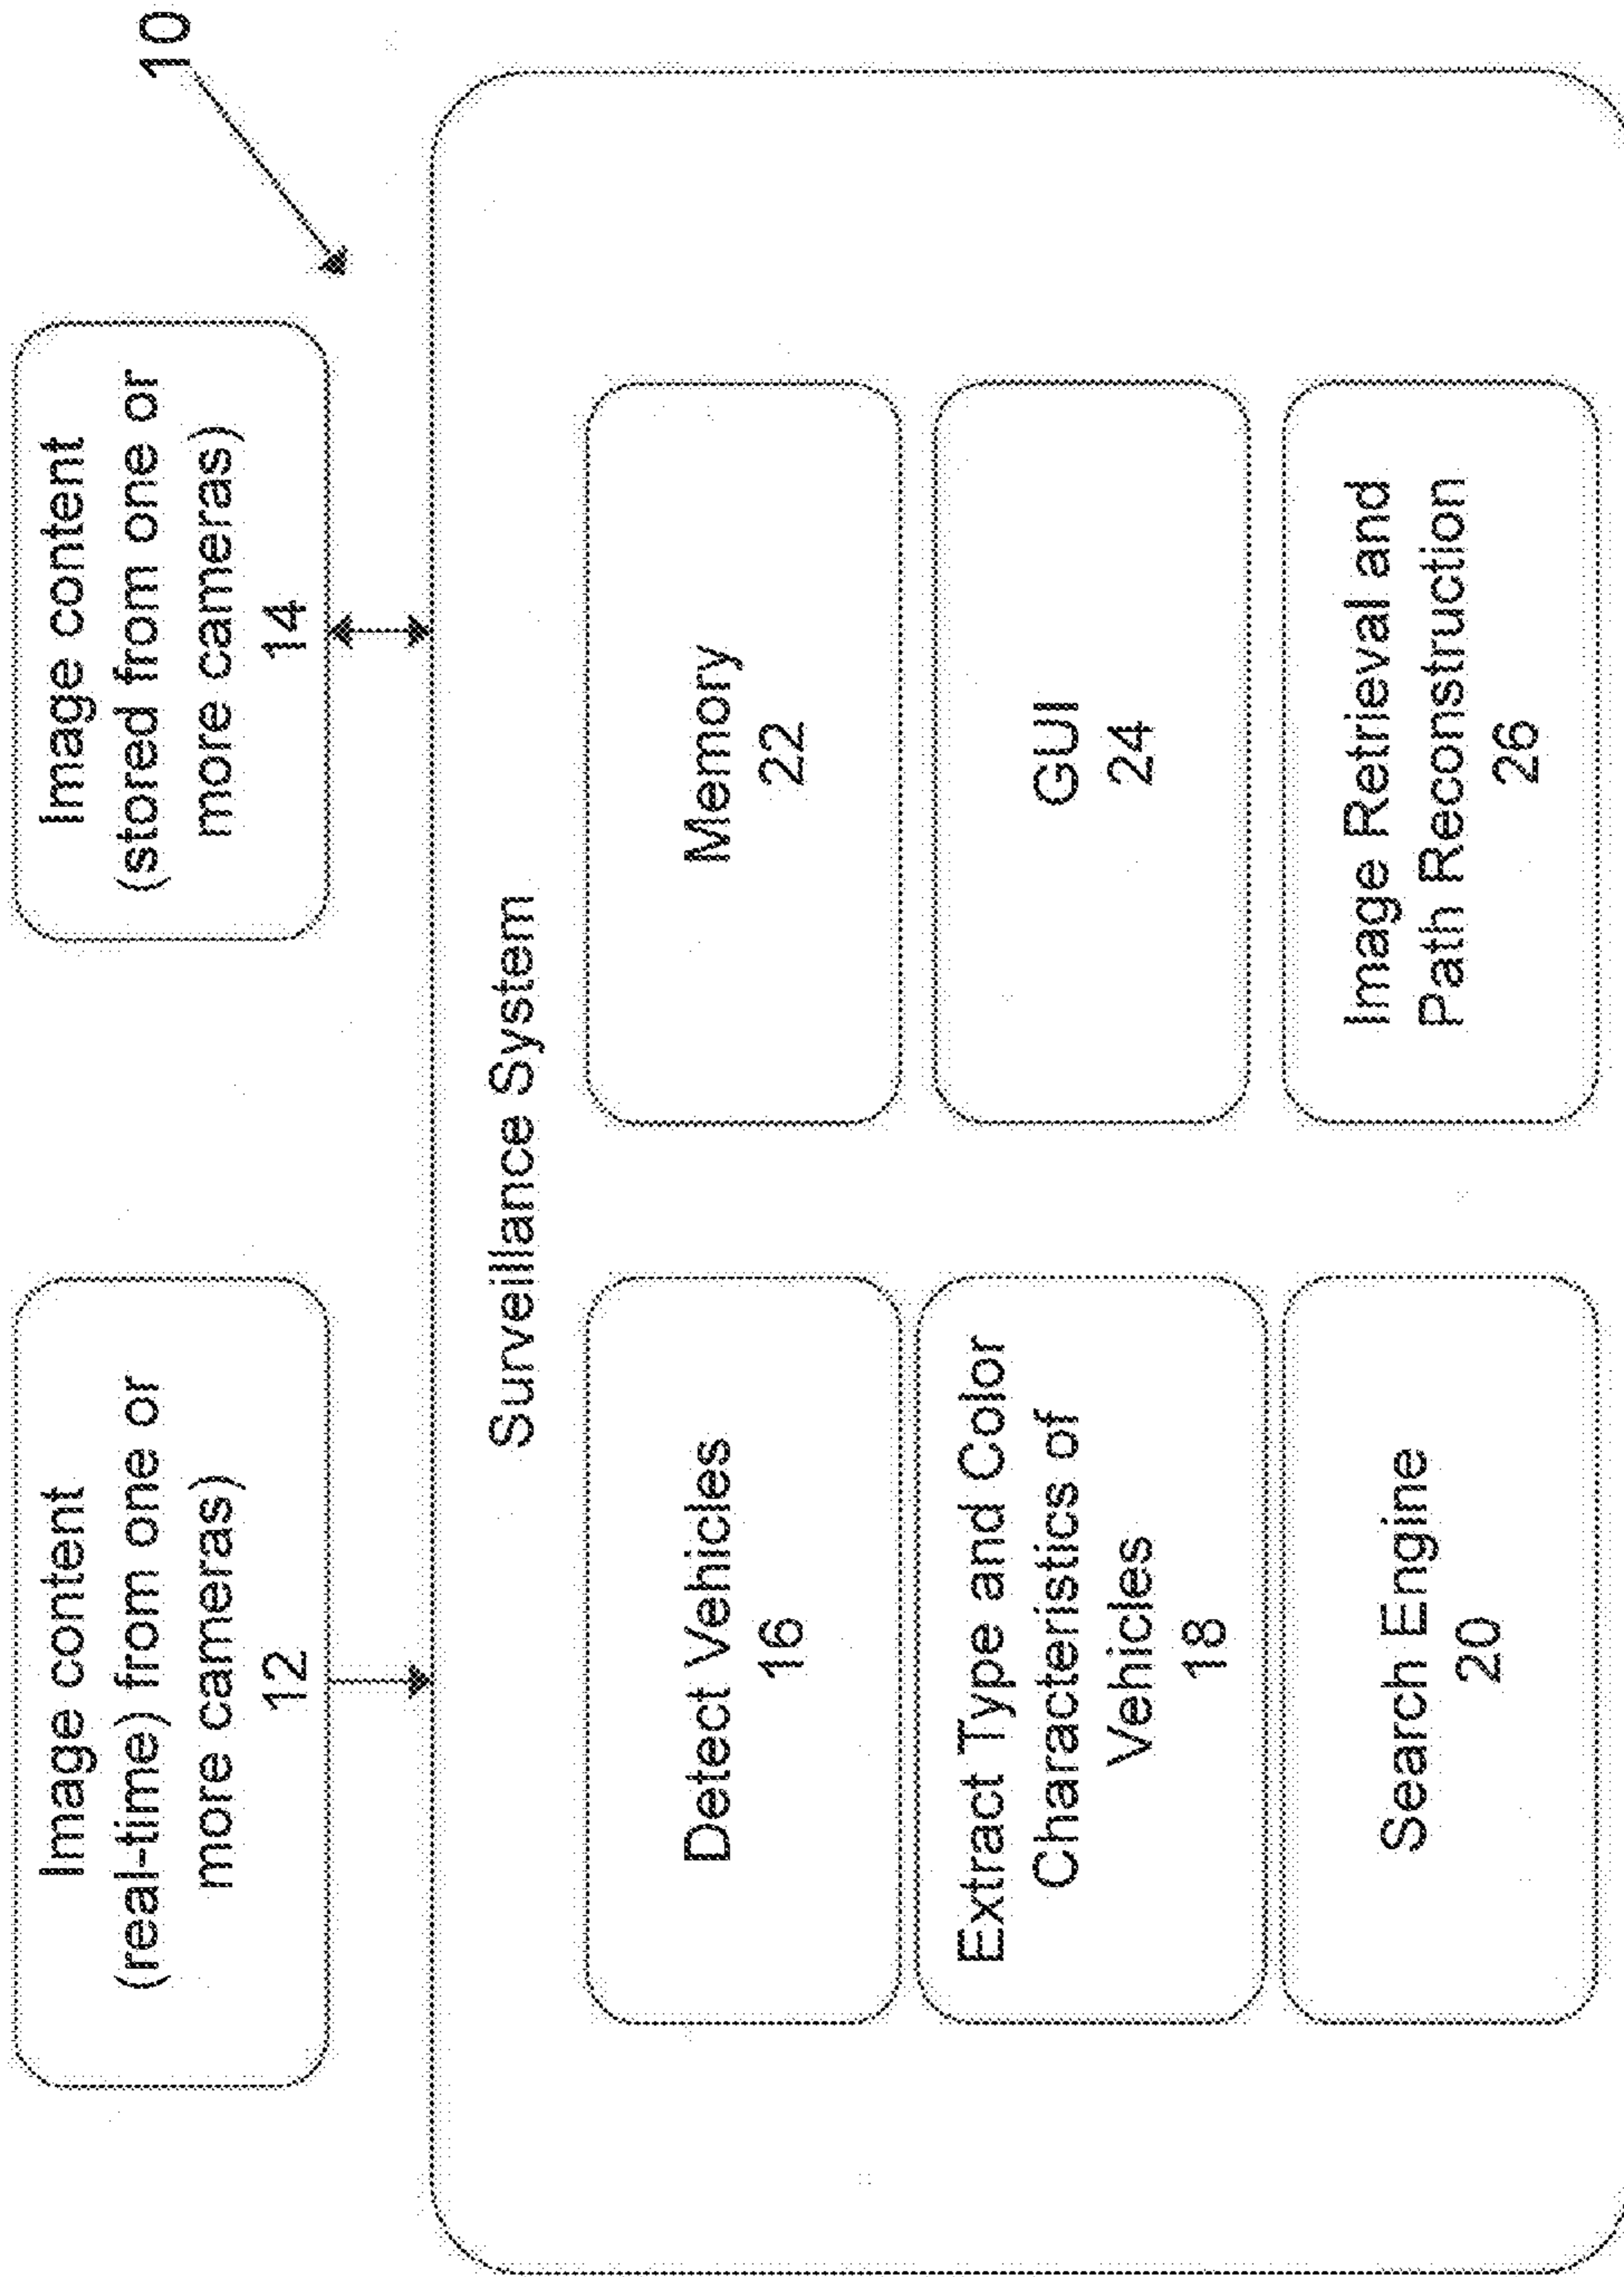 10
Image content
(real-time) from one or
more cameras)
12
Image content
(stored from one or
more cameras)
14
Surveillance System
Detect Vehicles
16
Extract Type and Color
Characteristics of
Vehicles
18
Search Engine
20
Memory
22
GUI
24
Image Retrieval and
Path Reconstruction
26